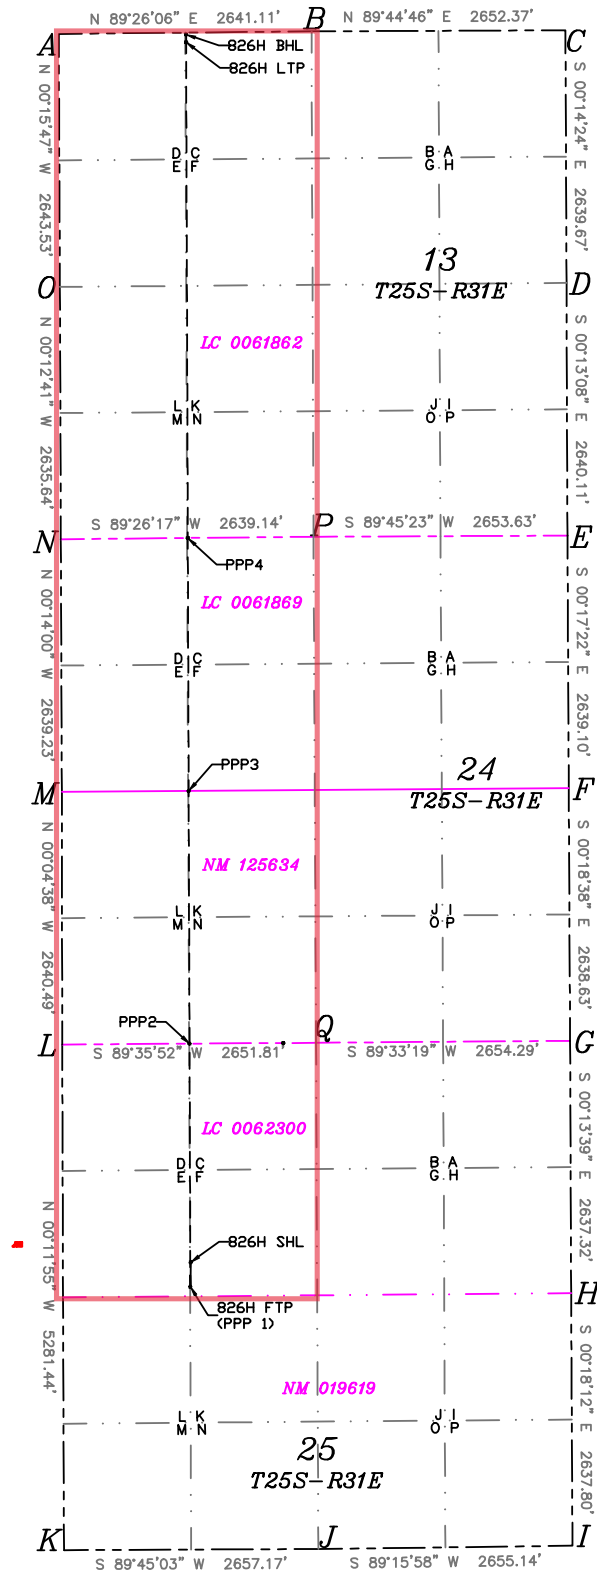 N 89°26'06" E 2641.11'
B
N 89°44'46" E 2652.37'
A
826H BHL
C
826H LTP
N 00°15'47" W 2643.53'
S 00°14'24" E 2639.67'
D C
E F
B A
G H
13
T25S-R31E
O
D
LC 0061862
N 00°12'41" W 2635.64'
S 00°13'08" E 2640.11'
L K
M N
J I
O P
S 89°26'17" W 2639.14'
P
S 89°45'23" W 2653.63'
N
E
PPP4
LC 0061869
N 00°14'00" W 2639.23'
S 00°17'22" E 2639.10'
D C
E F
B A
G H
PPP3
24
T25S-R31E
M
F
NM 125634
N 00°04'38" W 2640.49'
S 00°18'38" E 2638.63'
L K
M N
J I
O P
PPP2
Q
L
G
S 89°35'52" W 2651.81'
S 89°33'19" W 2654.29'
LC 0062300
S 00°13'39" E 2637.32'
D C
E F
B A
G H
N 00°11'55" W 5281.44'
826H SHL
H
826H FTP
(PPP 1)
NM 019619
S 00°18'12" E 2637.80'
L K
M N
J I
O P
25
T25S-R31E
K
J
I
S 89°45'03" W 2657.17'
S 89°15'58" W 2655.14'